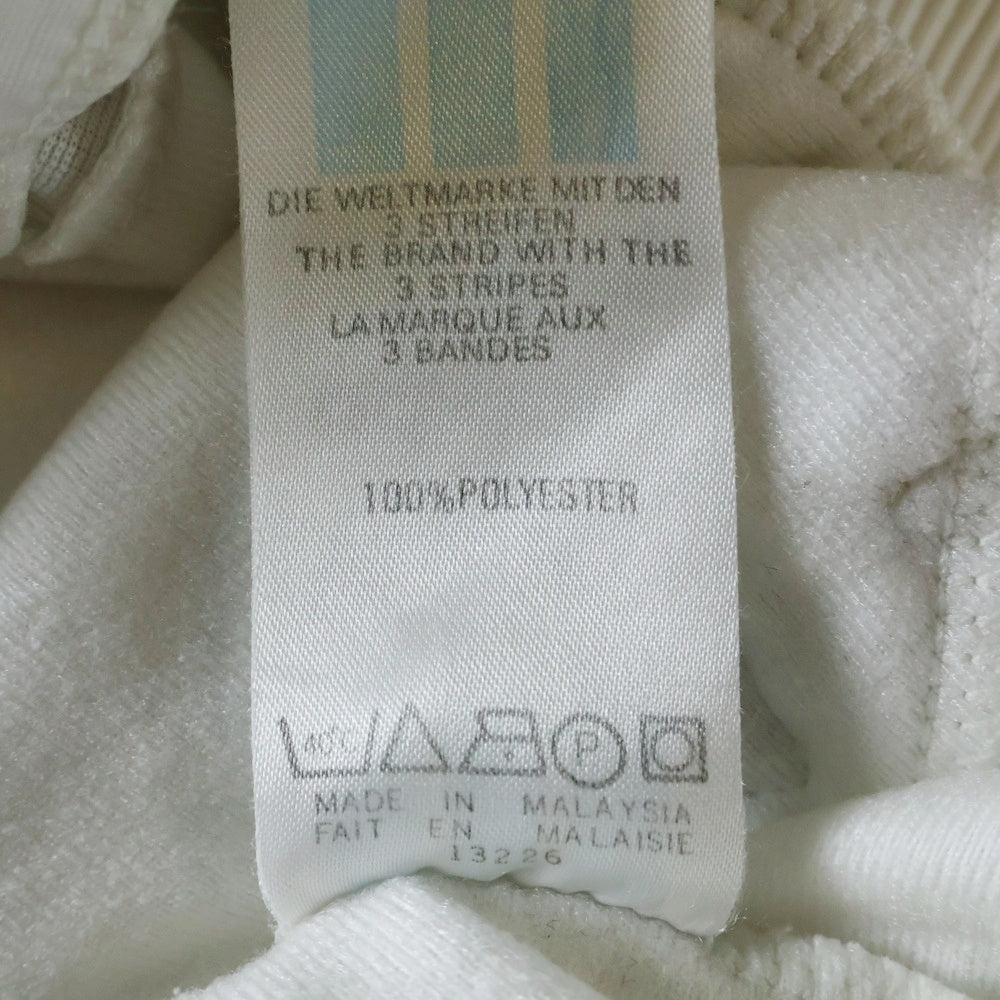 DIE WELTMARKE MIT DEN
3 STREIFEN
THE BRAND WITH THE
3 STRIPES
LA MARQUE AUX
3 BANDES
100% POLYESTER
40°C P
MADE IN MALAYSIA
FAIT EN MALAISIE
13226